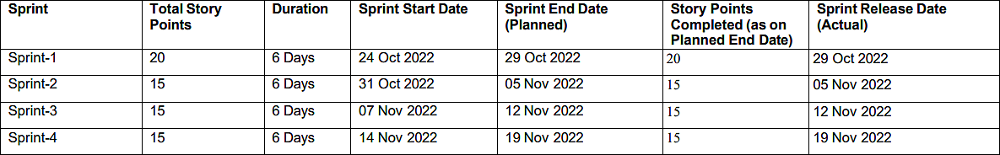 Sprint Total Story Points Duration Sprint Start Date Sprint End Date (Planned) Story Points Completed (as on Planned End Date) Sprint Release Date (Actual)
Sprint-1 20 6 Days 24 Oct 2022 29 Oct 2022 20 29 Oct 2022
Sprint-2 15 6 Days 31 Oct 2022 05 Nov 2022 15 05 Nov 2022
Sprint-3 15 6 Days 07 Nov 2022 12 Nov 2022 15 12 Nov 2022
Sprint-4 15 6 Days 14 Nov 2022 19 Nov 2022 15 19 Nov 2022